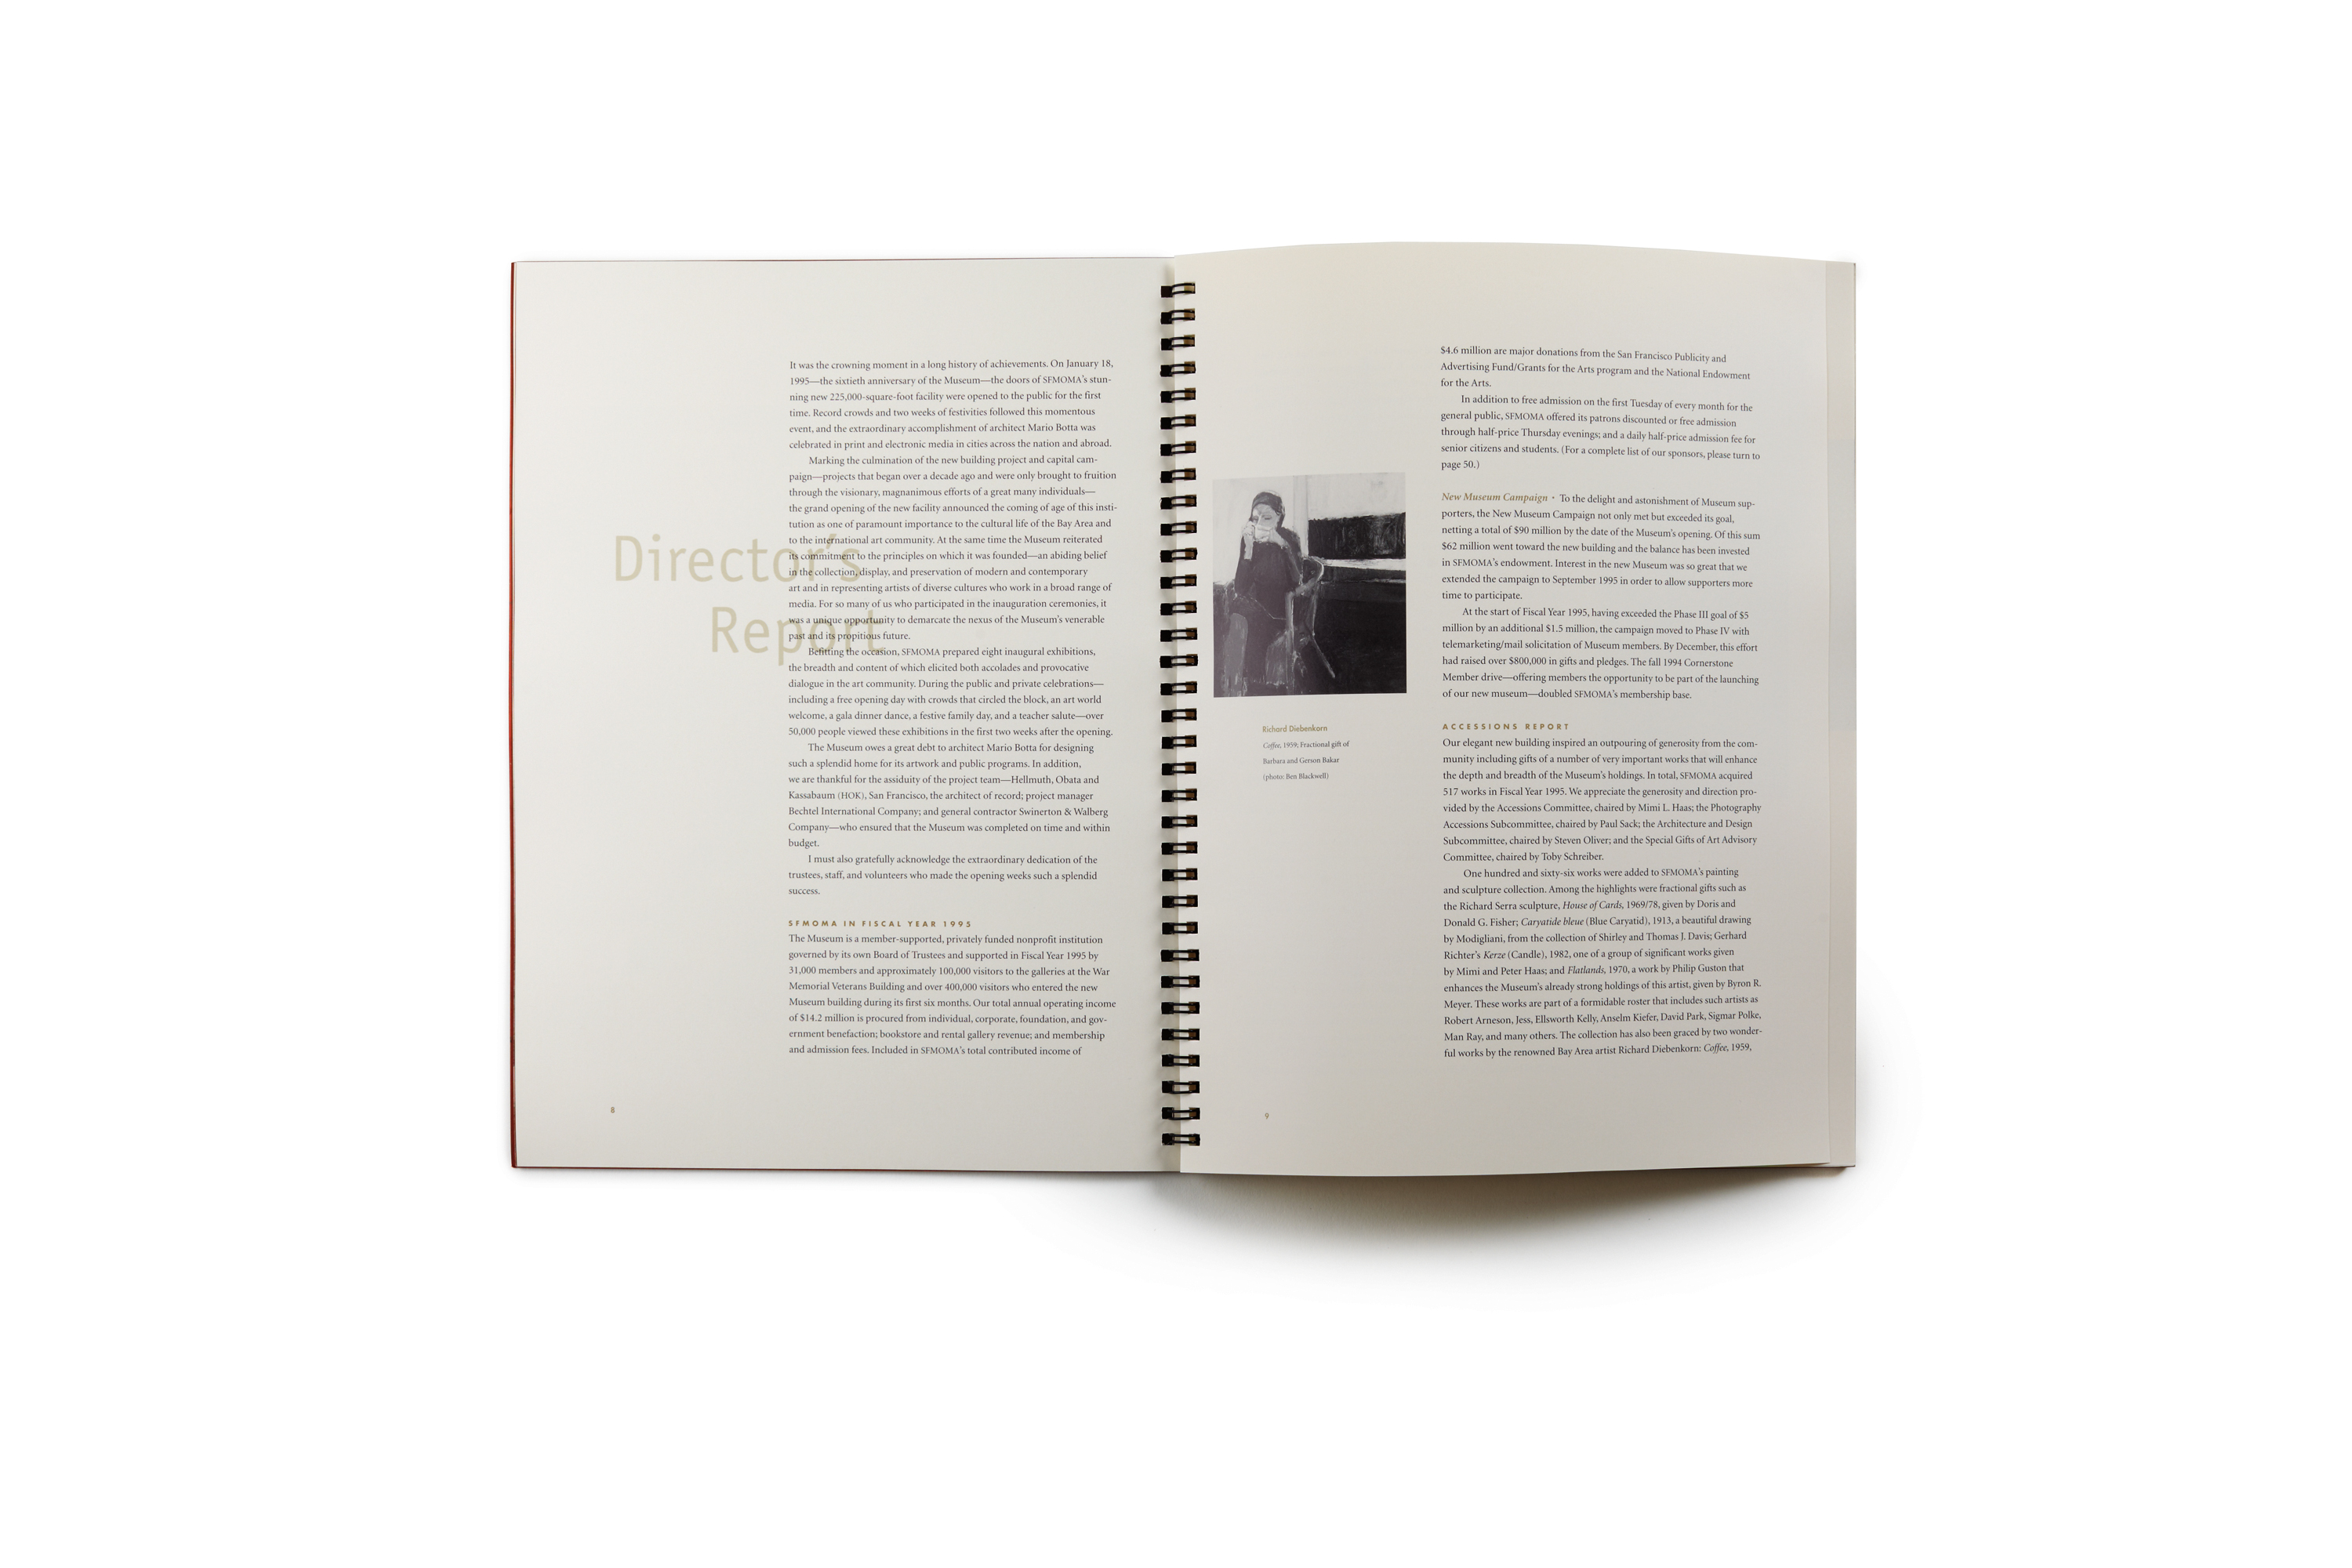 Director's
Report
It was the crowning moment in a long history of achievements. On January 18,
1995—the sixtieth anniversary of the Museum—the doors of SFMOMA's stun-
ning new 225,000-square-foot facility were opened to the public for the first
time. Record crowds and two weeks of festivities followed this momentous
event, and the extraordinary accomplishment of architect Mario Botta was
celebrated in print and electronic media in cities across the nation and abroad.
Marking the culmination of the new building project and capital cam-
paign—projects that began over a decade ago and were only brought to fruition
through the visionary, magnanimous efforts of a great many individuals—
the grand opening of the new facility announced the coming of age of this insti-
tution as one of paramount importance to the cultural life of the Bay Area and
to the international art community. At the same time the Museum reiterated
its commitment to the principles on which it was founded—an abiding belief
in the collection, display, and preservation of modern and contemporary
art and in representing artists of diverse cultures who work in a broad range of
media. For so many of us who participated in the inauguration ceremonies, it
was a unique opportunity to demarcate the nexus of the Museum's venerable
past and its propitious future.
Befitting the occasion, SFMOMA prepared eight inaugural exhibitions,
the breadth and content of which elicited both accolades and provocative
dialogue in the art community. During the public and private celebrations—
including a free opening day with crowds that circled the block, an art world
welcome, a gala dinner dance, a festive family day, and a teacher salute—over
50,000 people viewed these exhibitions in the first two weeks after the opening.
The Museum owes a great debt to architect Mario Botta for designing
such a splendid home for its artwork and public programs. In addition,
we are thankful for the assiduity of the project team—Hellmuth, Obata and
Kassabaum (HOK), San Francisco, the architect of record; project manager
Bechtel International Company; and general contractor Swinerton & Walberg
Company—who ensured that the Museum was completed on time and within
budget.
I must also gratefully acknowledge the extraordinary dedication of the
trustees, staff, and volunteers who made the opening weeks such a splendid
success.
SFMOMA IN FISCAL YEAR 1995
The Museum is a member-supported, privately funded nonprofit institution
governed by its own Board of Trustees and supported in Fiscal Year 1995 by
31,000 members and approximately 100,000 visitors to the galleries at the War
Memorial Veterans Building and over 400,000 visitors who entered the new
Museum building during its first six months. Our total annual operating income
of $14.2 million is procured from individual, corporate, foundation, and gov-
ernment benefaction; bookstore and rental gallery revenue; and membership
and admission fees. Included in SFMOMA's total contributed income of
8
$4.6 million are major donations from the San Francisco Publicity and
Advertising Fund/Grants for the Arts program and the National Endowment
for the Arts.
In addition to free admission on the first Tuesday of every month for the
general public, SFMOMA offered its patrons discounted or free admission
through half-price Thursday evenings; and a daily half-price admission fee for
senior citizens and students. (For a complete list of our sponsors, please turn to
page 50.)
New Museum Campaign · To the delight and astonishment of Museum sup-
porters, the New Museum Campaign not only met but exceeded its goal,
netting a total of $90 million by the date of the Museum's opening. Of this sum
$62 million went toward the new building and the balance has been invested
in SFMOMA's endowment. Interest in the new Museum was so great that we
extended the campaign to September 1995 in order to allow supporters more
time to participate.
At the start of Fiscal Year 1995, having exceeded the Phase III goal of $5
million by an additional $1.5 million, the campaign moved to Phase IV with
telemarketing/mail solicitation of Museum members. By December, this effort
had raised over $800,000 in gifts and pledges. The fall 1994 Cornerstone
Member drive—offering members the opportunity to be part of the launching
of our new museum—doubled SFMOMA's membership base.
ACCESSIONS REPORT
Our elegant new building inspired an outpouring of generosity from the com-
munity including gifts of a number of very important works that will enhance
the depth and breadth of the Museum's holdings. In total, SFMOMA acquired
517 works in Fiscal Year 1995. We appreciate the generosity and direction pro-
vided by the Accessions Committee, chaired by Mimi L. Haas; the Photography
Accessions Subcommittee, chaired by Paul Sack; the Architecture and Design
Subcommittee, chaired by Steven Oliver; and the Special Gifts of Art Advisory
Committee, chaired by Toby Schreiber.
One hundred and sixty-six works were added to SFMOMA's painting
and sculpture collection. Among the highlights were fractional gifts such as
the Richard Serra sculpture, House of Cards, 1969/78, given by Doris and
Donald G. Fisher; Caryatide bleue (Blue Caryatid), 1913, a beautiful drawing
by Modigliani, from the collection of Shirley and Thomas J. Davis; Gerhard
Richter's Kerze (Candle), 1982, one of a group of significant works given
by Mimi and Peter Haas; and Flatlands, 1970, a work by Philip Guston that
enhances the Museum's already strong holdings of this artist, given by Byron R.
Meyer. These works are part of a formidable roster that includes such artists as
Robert Arneson, Jess, Ellsworth Kelly, Anselm Kiefer, David Park, Sigmar Polke,
Man Ray, and many others. The collection has also been graced by two wonder-
ful works by the renowned Bay Area artist Richard Diebenkorn: Coffee, 1959,
Richard Diebenkorn
Coffee, 1959; Fractional gift of
Barbara and Gerson Bakar
(photo: Ben Blackwell)
9